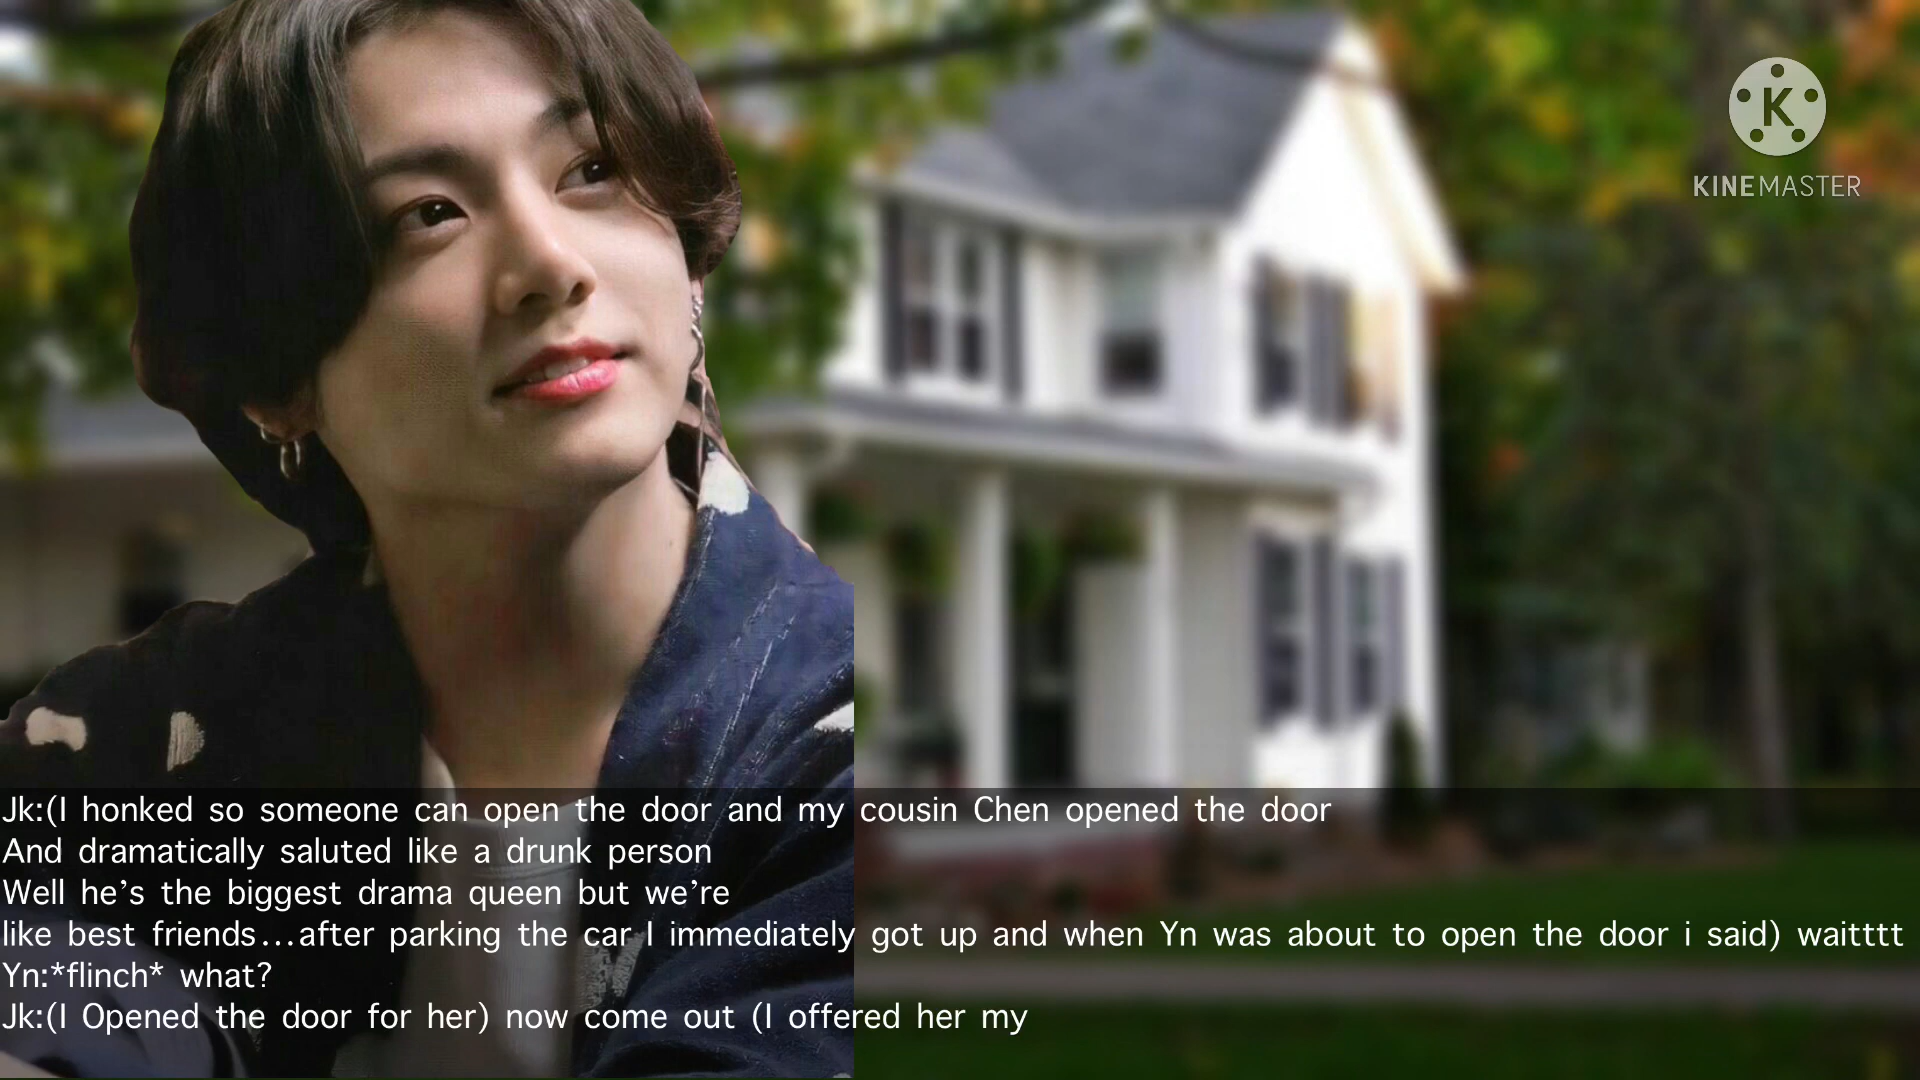 K
KINEMASTER
Jk:(I honked so someone can open the door and my cousin Chen opened the door
And dramatically saluted like a drunk person
Well he’s the biggest drama queen but we’re
like best friends...after parking the car I immediately got up and when Yn was about to open the door i said) waitttt
Yn:*flinch* what?
Jk:(I Opened the door for her) now come out (I offered her my